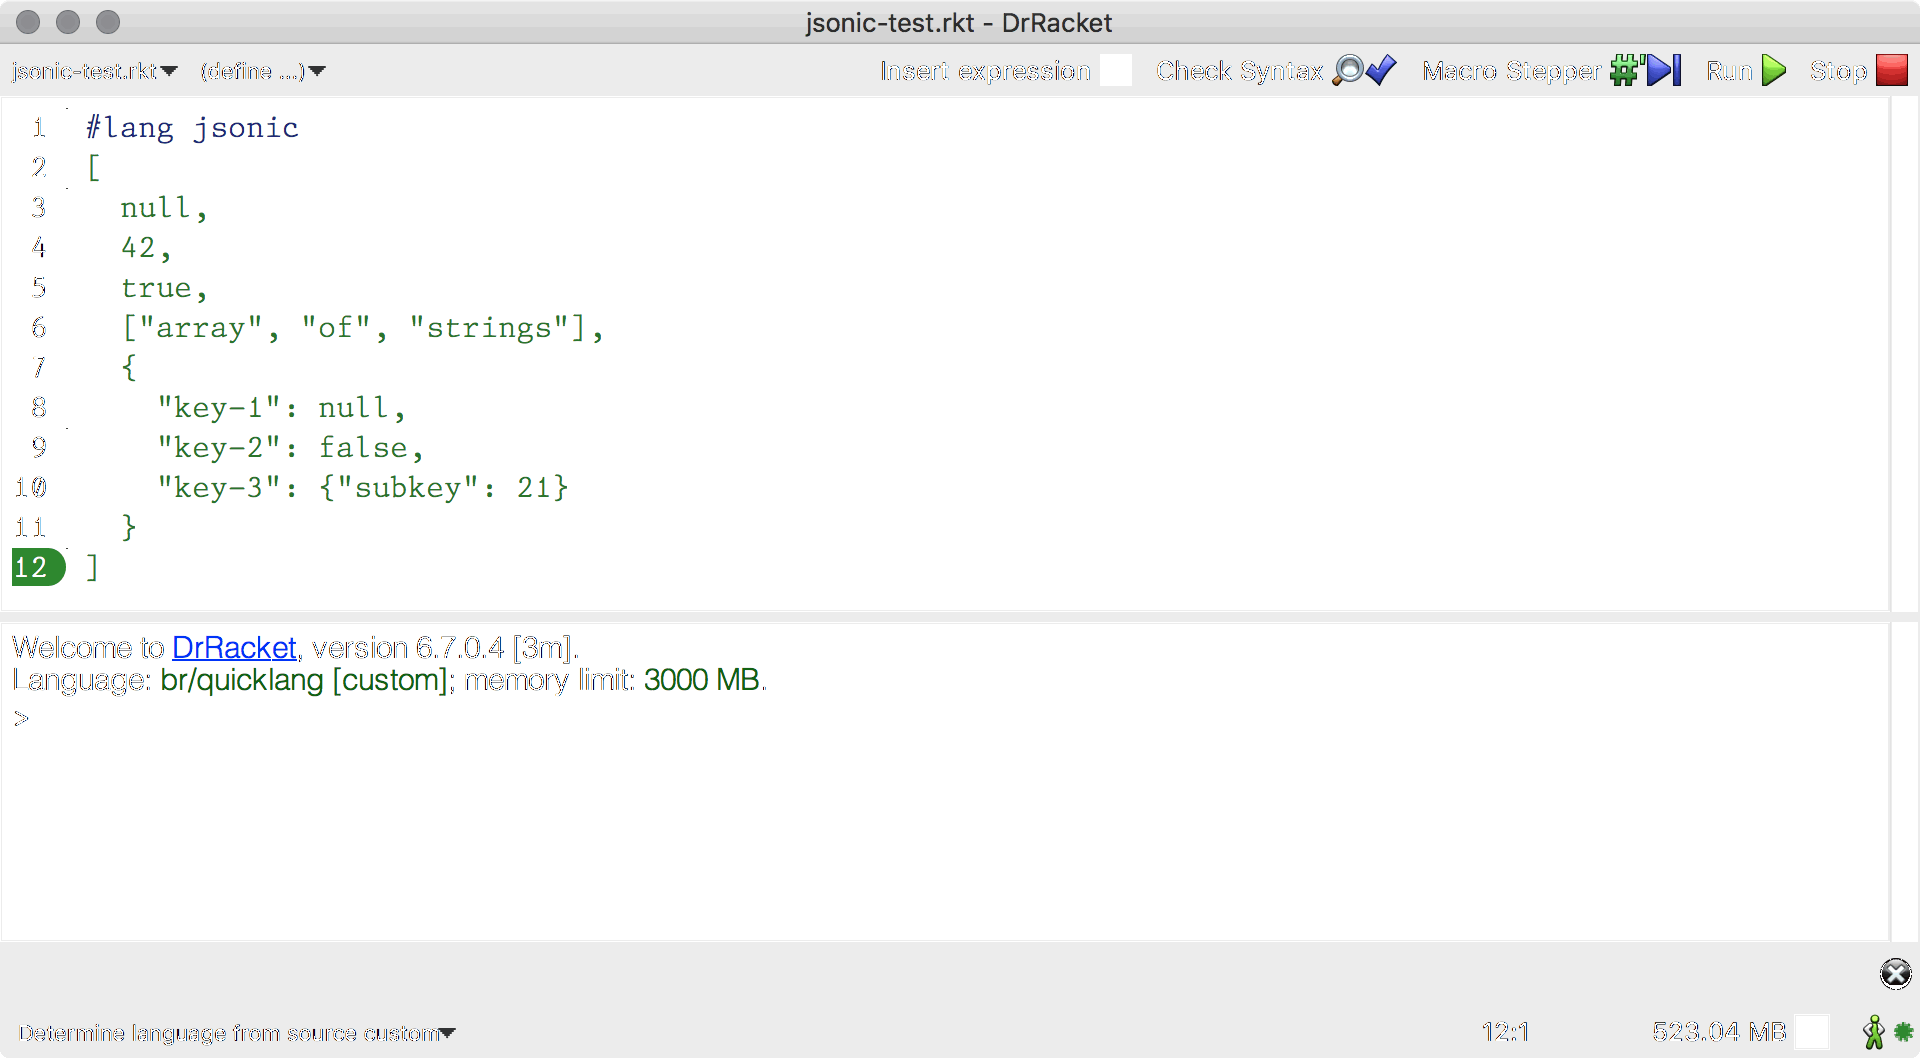 jsonic-test.rkt - DrRacket
jsonic-test.rkt (define ...) Insert expression Check Syntax Macro Stepper #' Run Stop
1 #lang jsonic
2 [
3   null,
4   42,
5   true,
6   ["array", "of", "strings"],
7   {
8     "key-1": null,
9     "key-2": false,
10     "key-3": {"subkey": 21}
11   }
12 ]
Welcome to DrRacket, version 6.7.0.4 [3m].
Language: br/quicklang [custom]; memory limit: 3000 MB.
>
Determine language from source custom 12:1 523.04 MB